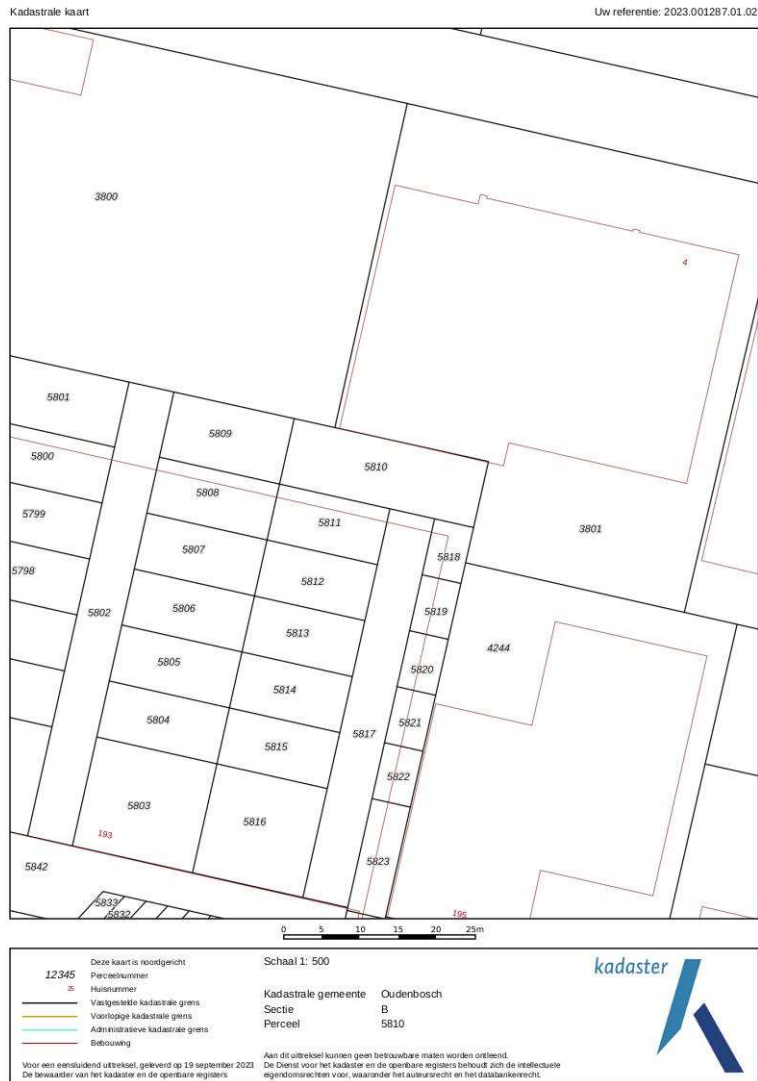 Kadastrale kaart
Uw referentie: 2023.001287.01.02
3800
4
5801
5809
5810
5800
5808
5811
5799
5807
3801
5818
5798
5812
5819
5802
5806
5813
4244
5805
5820
5814
5804
5821
5817
5815
5822
5803
5816
193
5823
5842
5833
5832
195
0 5 10 15 20 25m
Deze kaart is noordgericht
12345 Perceelnummer
25 Huisnummer
Vastgestelde kadastrale grens
Voorlopige kadastrale grens
Administratieve kadastrale grens
Bebouwing
Voor een eensluidend uittreksel, geleverd op 19 september 2023
De bewaarder van het kadaster en de openbare registers
Schaal 1: 500
Kadastrale gemeente Oudenbosch
Sectie B
Perceel 5810
Aan dit uittreksel kunnen geen betrouwbare maten worden ontleend.
De Dienst voor het kadaster en de openbare registers behoudt zich de intellectuele
eigendomsrechten voor, waaronder het auteursrecht en het databankenrecht.
kadaster